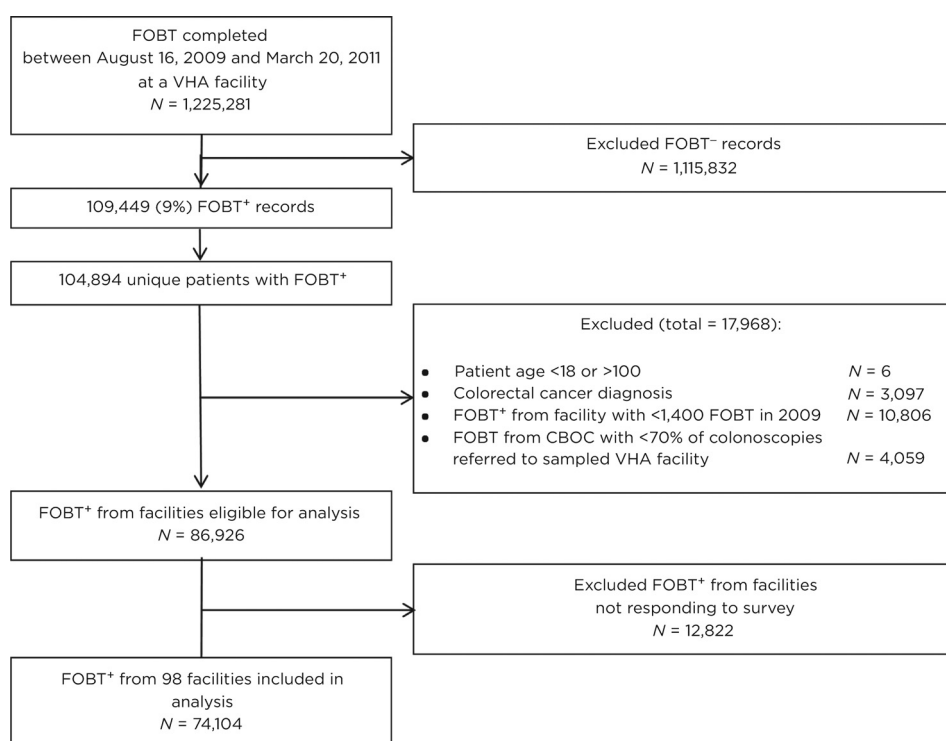 FOBT completed
between August 16, 2009 and March 20, 2011
at a VHA facility
N = 1,225,281
Excluded FOBT⁻ records
N = 1,115,832
109,449 (9%) FOBT⁺ records
104,894 unique patients with FOBT⁺
Excluded (total = 17,968):
• Patient age <18 or >100 N = 6
• Colorectal cancer diagnosis N = 3,097
• FOBT⁺ from facility with <1,400 FOBT in 2009 N = 10,806
• FOBT from CBOC with <70% of colonoscopies
referred to sampled VHA facility N = 4,059
FOBT⁺ from facilities eligible for analysis
N = 86,926
Excluded FOBT⁺ from facilities
not responding to survey
N = 12,822
FOBT⁺ from 98 facilities included in
analysis
N = 74,104